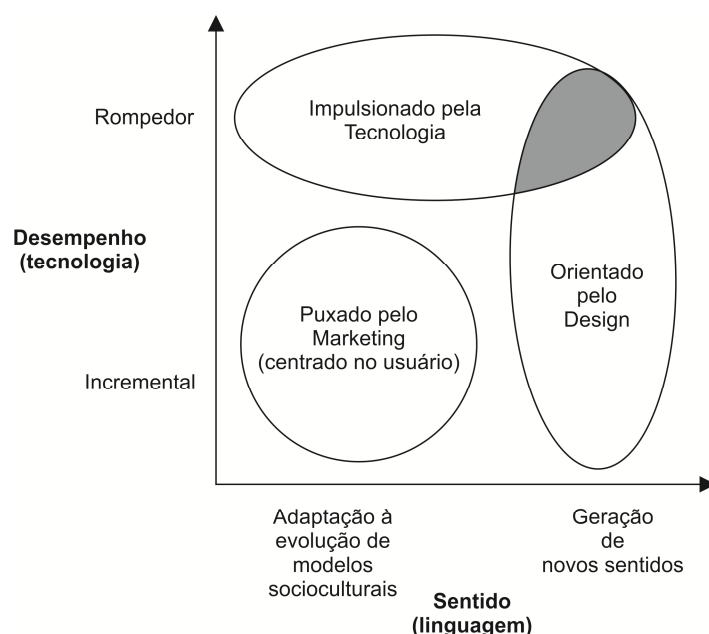 Rompedor
Impulsionado pela
Tecnologia
Desempenho
(tecnologia)
Orientado
pelo
Design
Puxado pelo
Marketing
(centrado no usuário)
Incremental
Adaptação à
evolução de
modelos
socioculturais
Geração
de
novos sentidos
Sentido
(linguagem)